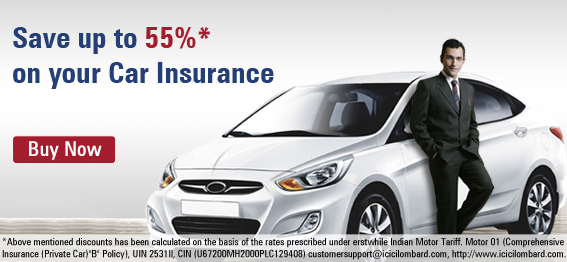 Save up to 55%*
on your Car Insurance
Buy Now
*Above mentioned discounts has been calculated on the basis of the rates prescribed under erstwhile Indian Motor Tariff. Motor 01 (Comprehensive
Insurance (Private Car)"B" Policy), UIN 2531II, CIN (U67200MH2000PLC129408) customersupport@icicilombard.com, http://www.icicilombard.com.